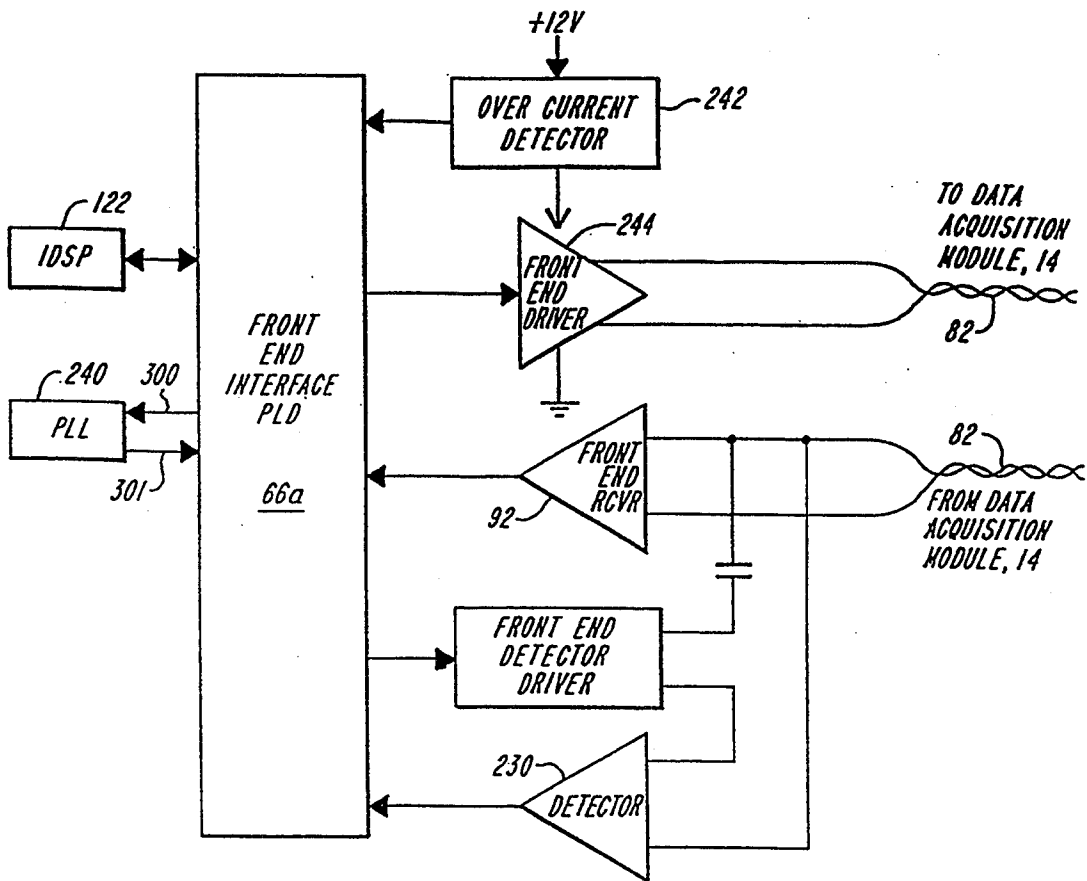 +12V
OVER CURRENT
DETECTOR
242
122
IDSP
244
FRONT
END
DRIVER
TO DATA
ACQUISITION
MODULE, 14
82
FRONT
END
INTERFACE
PLD
66a
240
300
PLL
301
FRONT
END
RCVR
92
82
FROM DATA
ACQUISITION
MODULE, 14
FRONT END
DETECTOR
DRIVER
230
DETECTOR